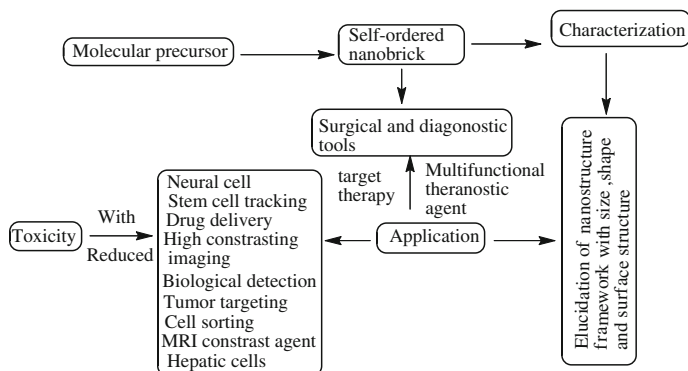 Molecular precursor
Self-ordered
nanobrick
Characterization
Surgical and diagonostic
tools
target
therapy
Multifunctional
theranostic
agent
Toxicity
With
Reduced
Neural cell
Stem cell tracking
Drug delivery
High constrasting
imaging
Biological detection
Tumor targeting
Cell sorting
MRI constrast agent
Hepatic cells
Application
Elucidation of nanostructure
framework with size ,shape
and surface structure